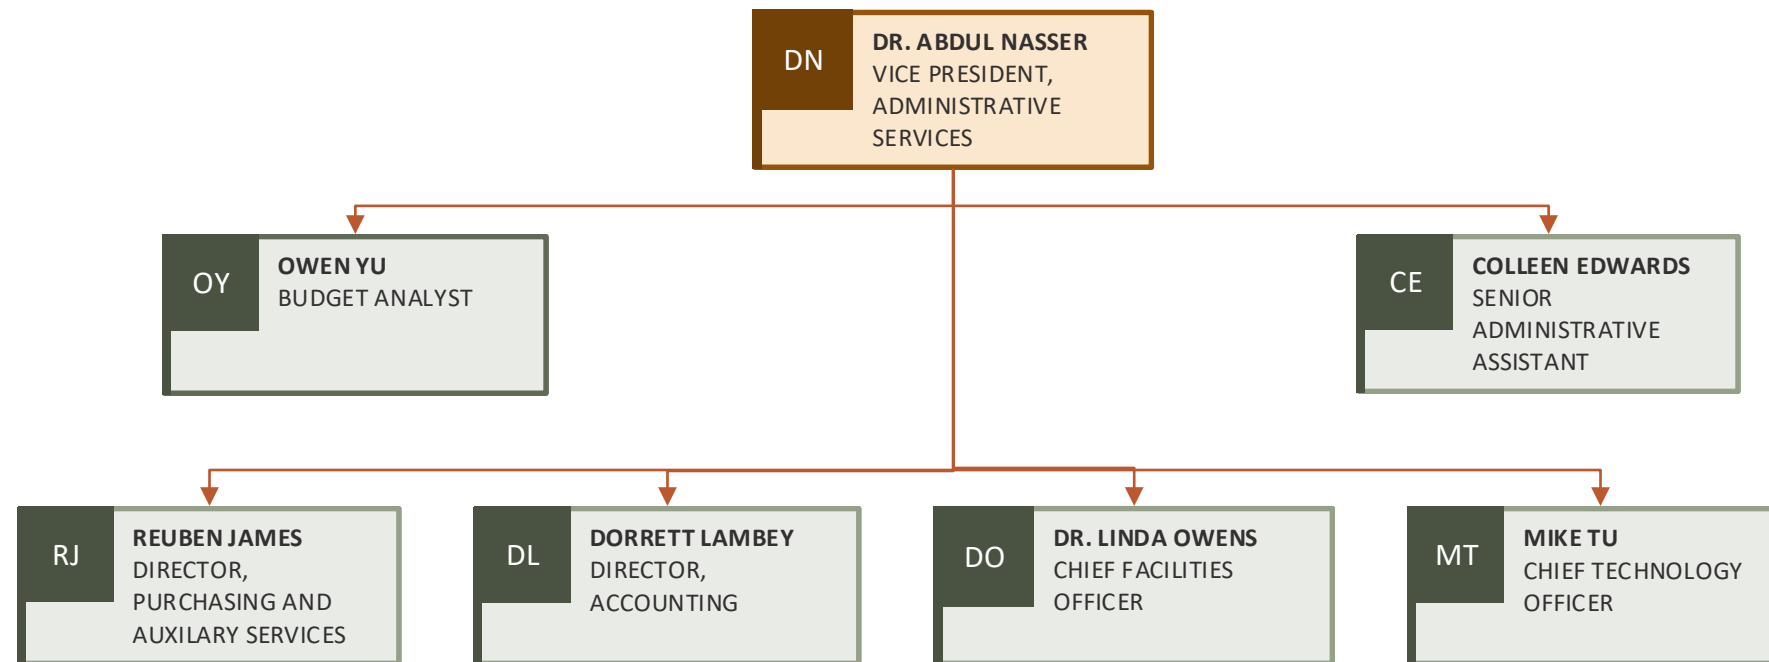 DN
DR. ABDUL NASSER
VICE PRESIDENT,
ADMINISTRATIVE
SERVICES
OY
OWEN YU
BUDGET ANALYST
CE
COLLEEN EDWARDS
SENIOR
ADMINISTRATIVE
ASSISTANT
RJ
REUBEN JAMES
DIRECTOR,
PURCHASING AND
AUXILARY SERVICES
DL
DORRETT LAMBEY
DIRECTOR,
ACCOUNTING
DO
DR. LINDA OWENS
CHIEF FACILITIES
OFFICER
MT
MIKE TU
CHIEF TECHNOLOGY
OFFICER